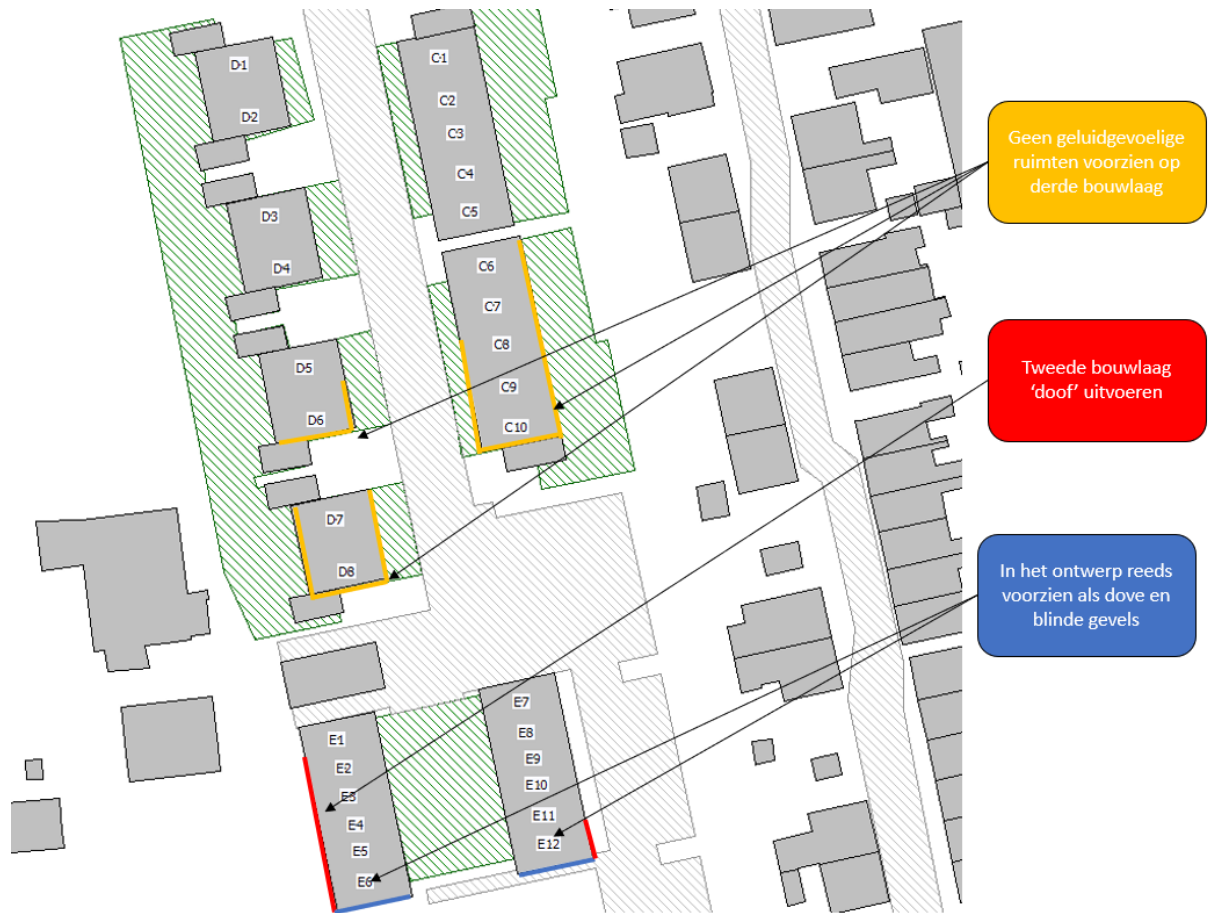 D1
D2
D3
D4
D5
D6
D7
D8
C1
C2
C3
C4
C5
C6
C7
C8
C9
C10
E1
E2
E3
E4
E5
E6
E7
E8
E9
E10
E11
E12
Geen geluidgevoelige
ruimten voorzien op
derde bouwlaag
Tweede bouwlaag
‘doof’ uitvoeren
In het ontwerp reeds
voorzien als dove en
blinde gevels